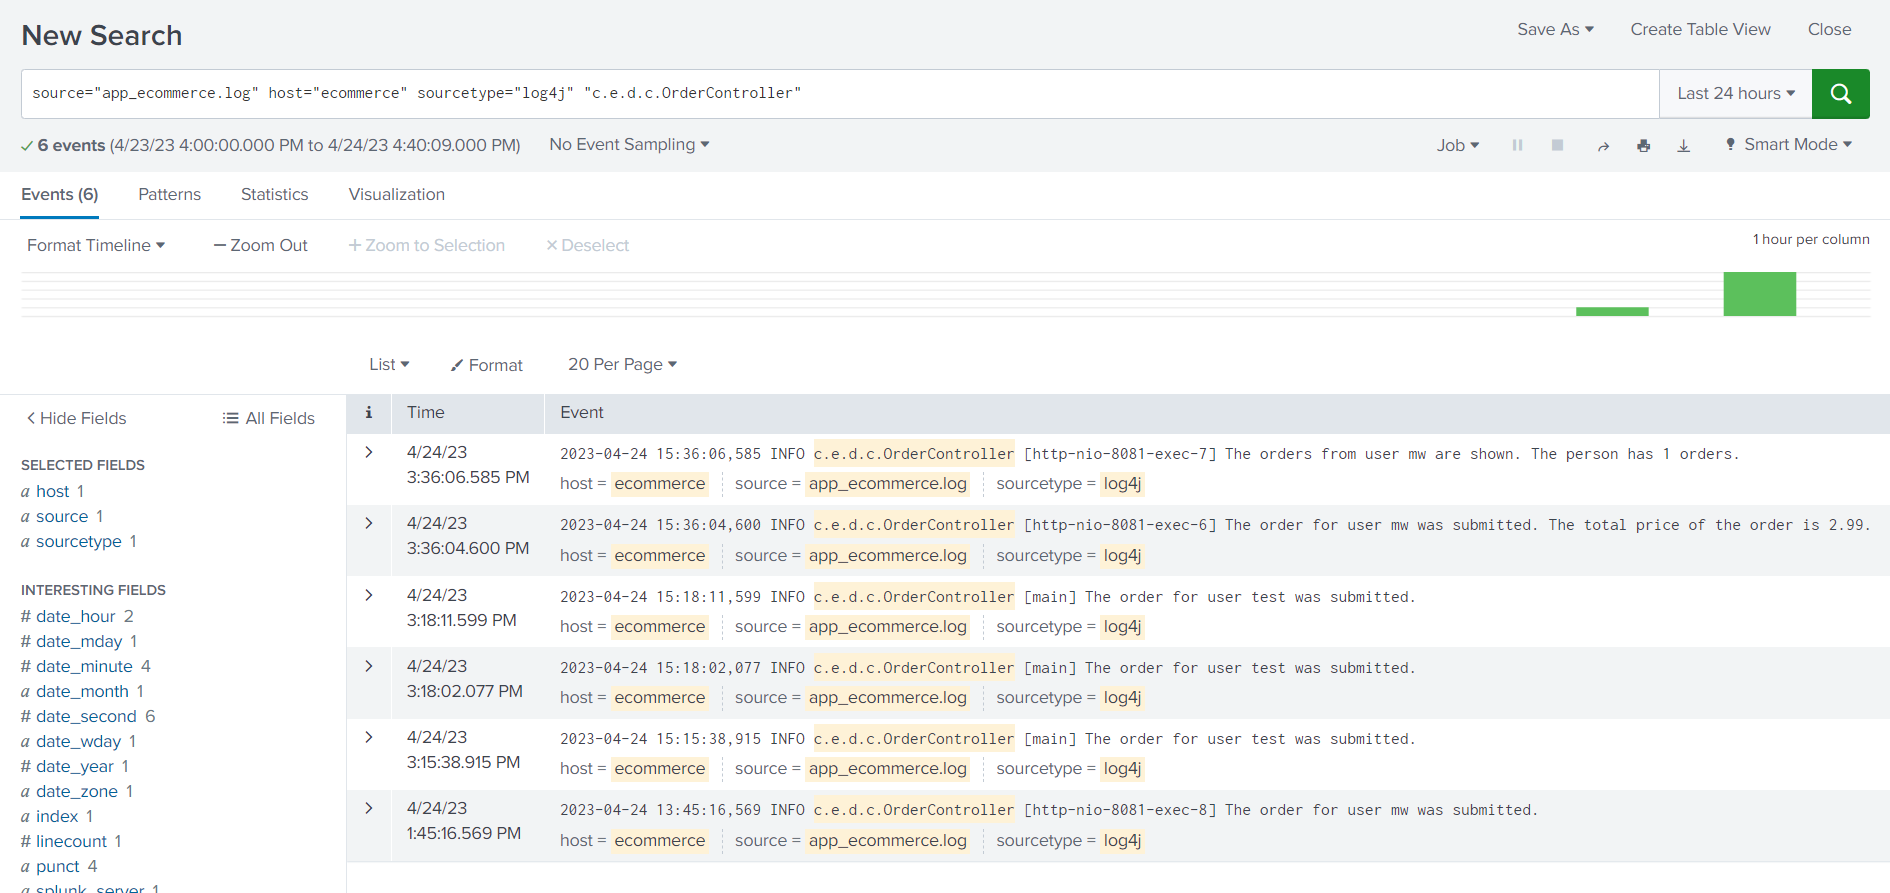 New Search
Save As Create Table View Close
source="app_ecommerce.log" host="ecommerce" sourcetype="log4j" "c.e.d.c.OrderController"
Last 24 hours
6 events (4/23/23 4:00:00.000 PM to 4/24/23 4:40:09.000 PM) No Event Sampling
Job Smart Mode
Events (6) Patterns Statistics Visualization
Format Timeline — Zoom Out + Zoom to Selection × Deselect
1 hour per column
List Format 20 Per Page
< Hide Fields All Fields
SELECTED FIELDS
a host 1
a source 1
a sourcetype 1
INTERESTING FIELDS
# date_hour 2
# date_mday 1
# date_minute 4
a date_month 1
# date_second 6
a date_wday 1
# date_year 1
a date_zone 1
a index 1
# linecount 1
a punct 4
a splunk_server 1
i Time Event
4/24/23
3:36:06.585 PM
2023-04-24 15:36:06,585 INFO c.e.d.c.OrderController [http-nio-8081-exec-7] The orders from user mw are shown. The person has 1 orders.
host = ecommerce source = app_ecommerce.log sourcetype = log4j
4/24/23
3:36:04.600 PM
2023-04-24 15:36:04,600 INFO c.e.d.c.OrderController [http-nio-8081-exec-6] The order for user mw was submitted. The total price of the order is 2.99.
host = ecommerce source = app_ecommerce.log sourcetype = log4j
4/24/23
3:18:11.599 PM
2023-04-24 15:18:11,599 INFO c.e.d.c.OrderController [main] The order for user test was submitted.
host = ecommerce source = app_ecommerce.log sourcetype = log4j
4/24/23
3:18:02.077 PM
2023-04-24 15:18:02,077 INFO c.e.d.c.OrderController [main] The order for user test was submitted.
host = ecommerce source = app_ecommerce.log sourcetype = log4j
4/24/23
3:15:38.915 PM
2023-04-24 15:15:38,915 INFO c.e.d.c.OrderController [main] The order for user test was submitted.
host = ecommerce source = app_ecommerce.log sourcetype = log4j
4/24/23
1:45:16.569 PM
2023-04-24 13:45:16,569 INFO c.e.d.c.OrderController [http-nio-8081-exec-8] The order for user mw was submitted.
host = ecommerce source = app_ecommerce.log sourcetype = log4j